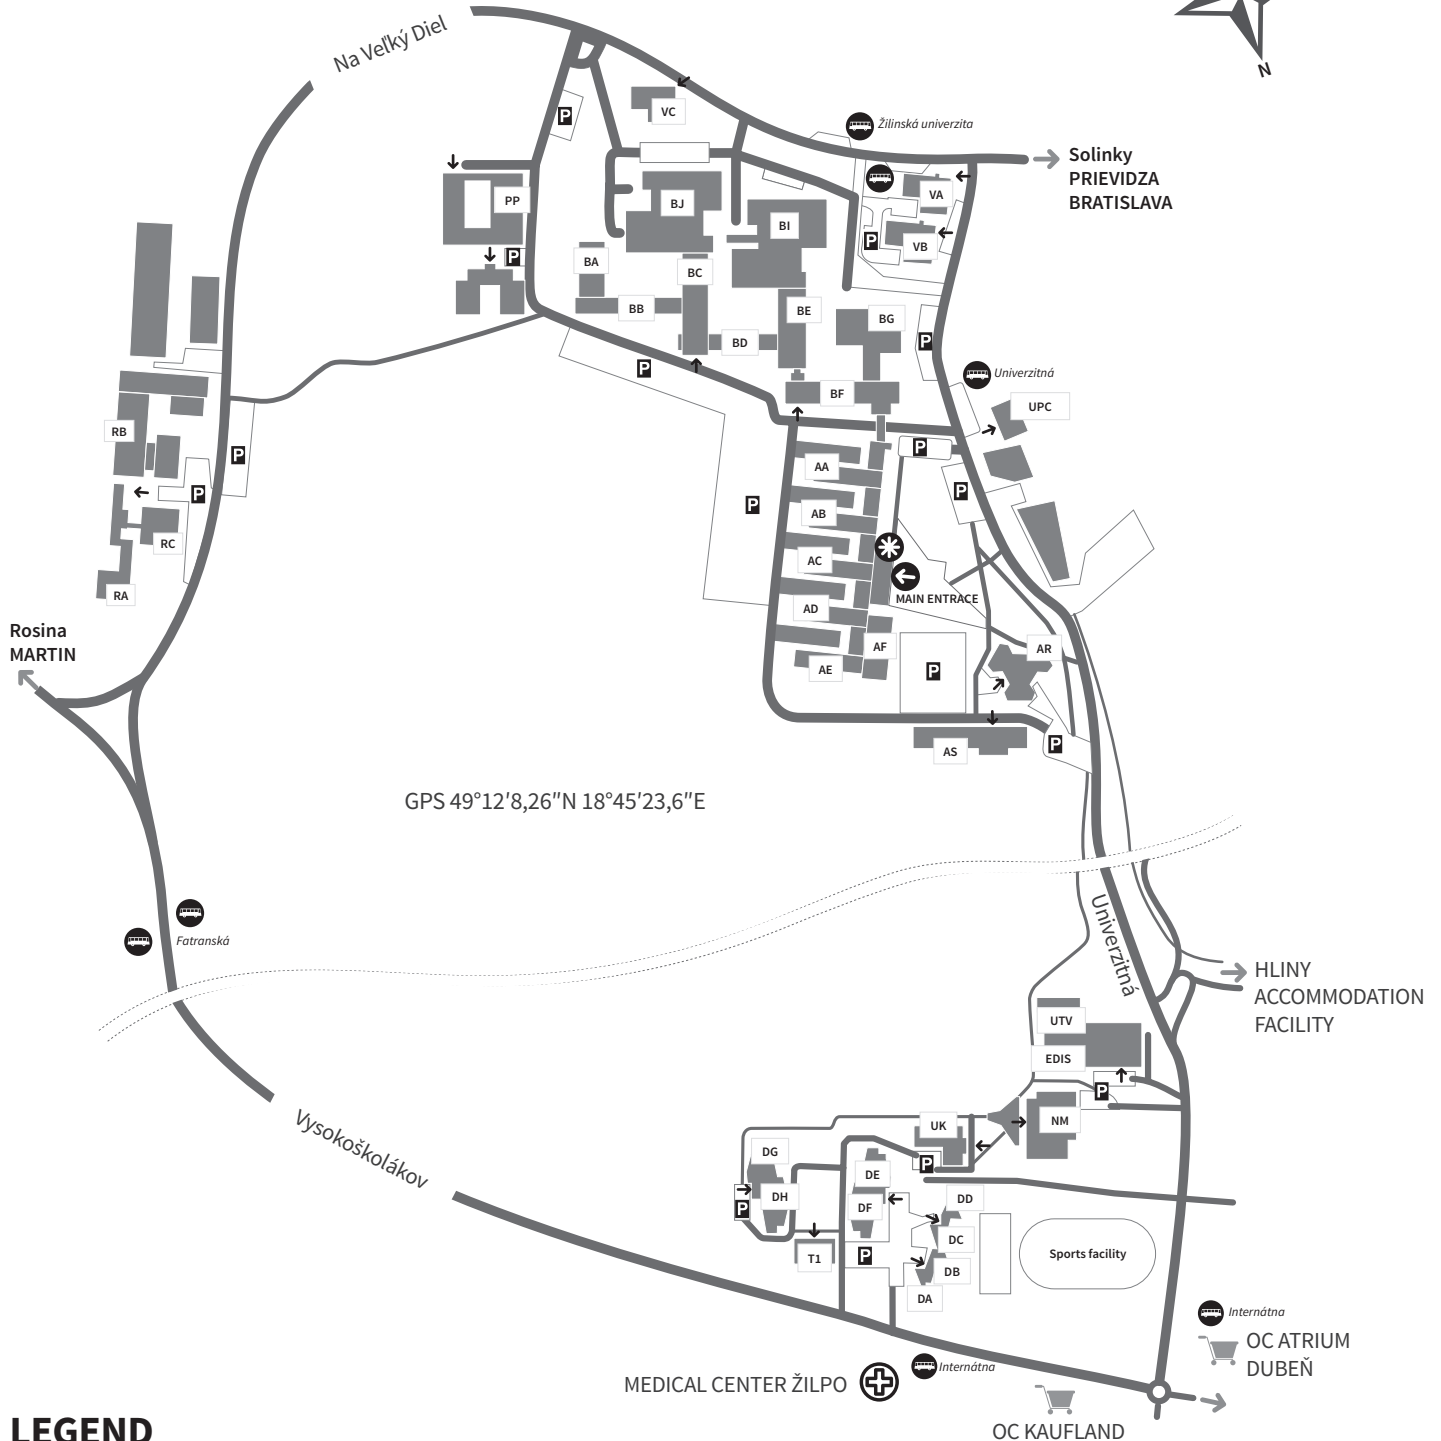 Na Veľký Diel
N
P
VC
Žilinská univerzita
Solinky
PRIEVIDZA
BRATISLAVA
PP
BJ
VA
BI
P
VB
P
BA
BC
BB
BE
BG
BD
P
P
Univerzitná
BF
UPC
RB
P
P
AA
P
P
P
AB
RC
AC
MAIN ENTRACE
RA
AD
Rosina
MARTIN
AF
AR
AE
P
AS
P
GPS 49°12'8,26"N 18°45'23,6"E
Fatranská
Univerzitná
HLINY
ACCOMMODATION
FACILITY
UTV
EDIS
P
NM
UK
Vysokoškolákov
DG
P
DE
DH
DD
P
DF
DC
T1
P
Sports facility
DB
DA
Internátna
OC ATRIUM
DUBEŇ
Internátna
MEDICAL CENTER ŽILPO
OC KAUFLAND
LEGEND